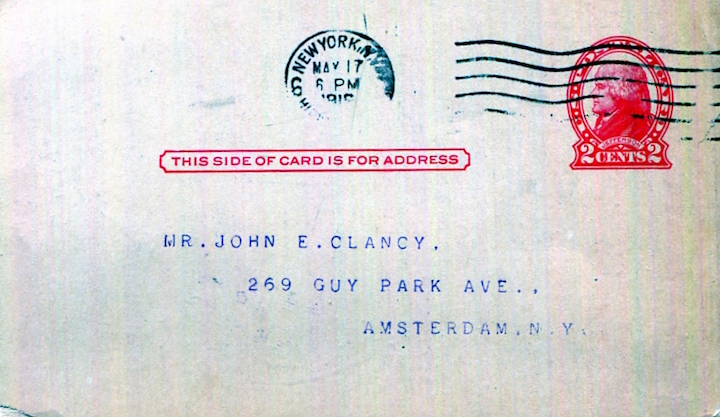 NEW YORK, N.Y.
MAY 17
6 PM
THIS SIDE OF CARD IS FOR ADDRESS
JEFFERSON
2 CENTS 2
MR. JOHN E. CLANCY,
269 GUY PARK AVE.,
AMSTERDAM, N.Y.